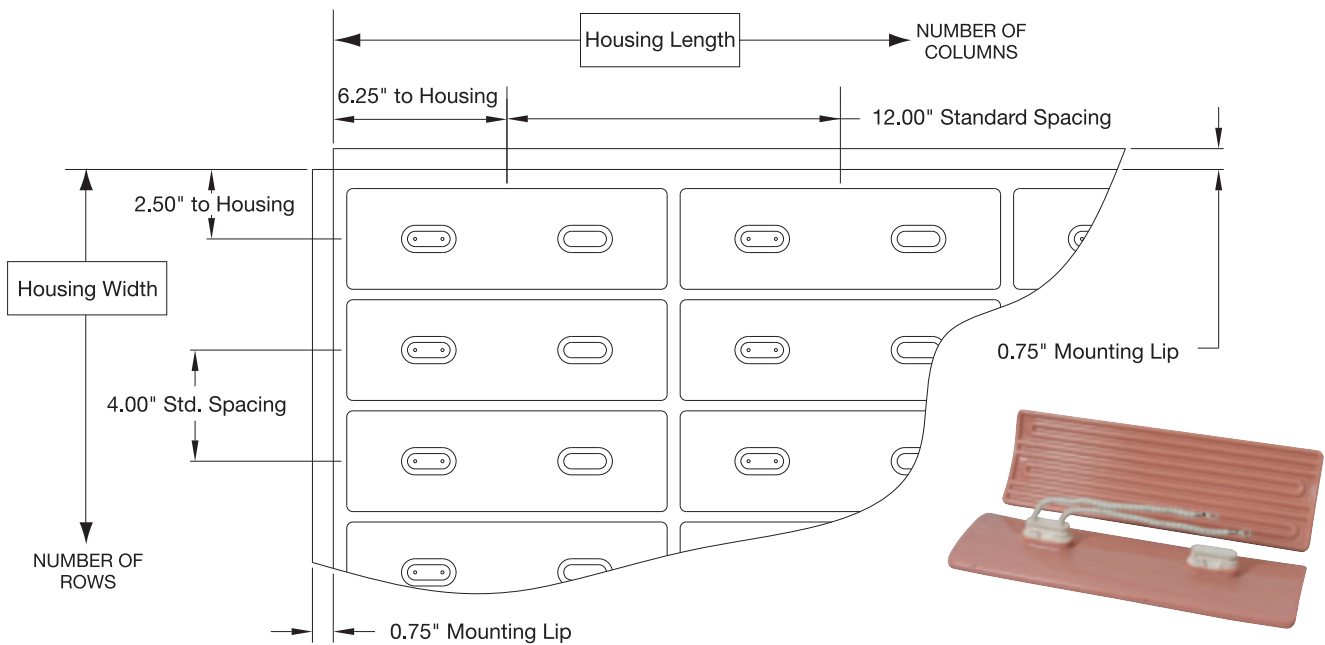 Housing Length
NUMBER OF
COLUMNS
6.25" to Housing
12.00" Standard Spacing
2.50" to Housing
Housing Width
0.75" Mounting Lip
4.00" Std. Spacing
NUMBER OF
ROWS
0.75" Mounting Lip